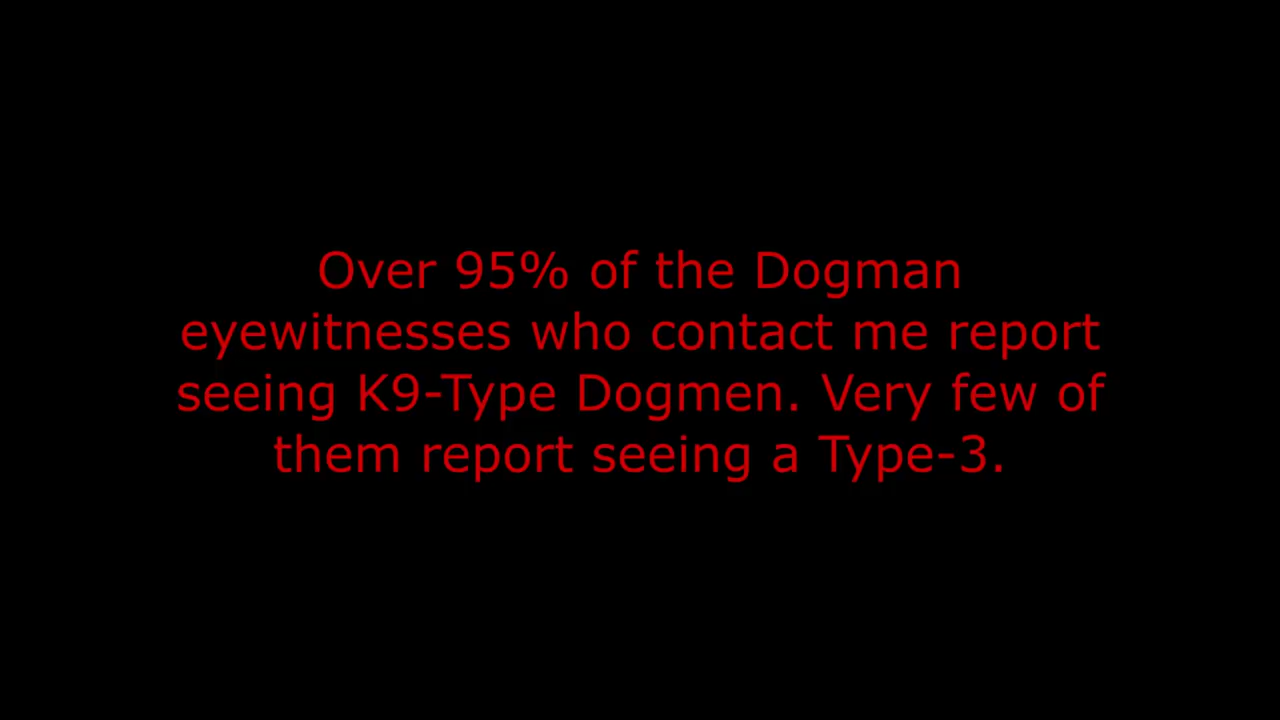 Over 95% of the Dogman
eyewitnesses who contact me report
seeing K9-Type Dogmen. Very few of
them report seeing a Type-3.